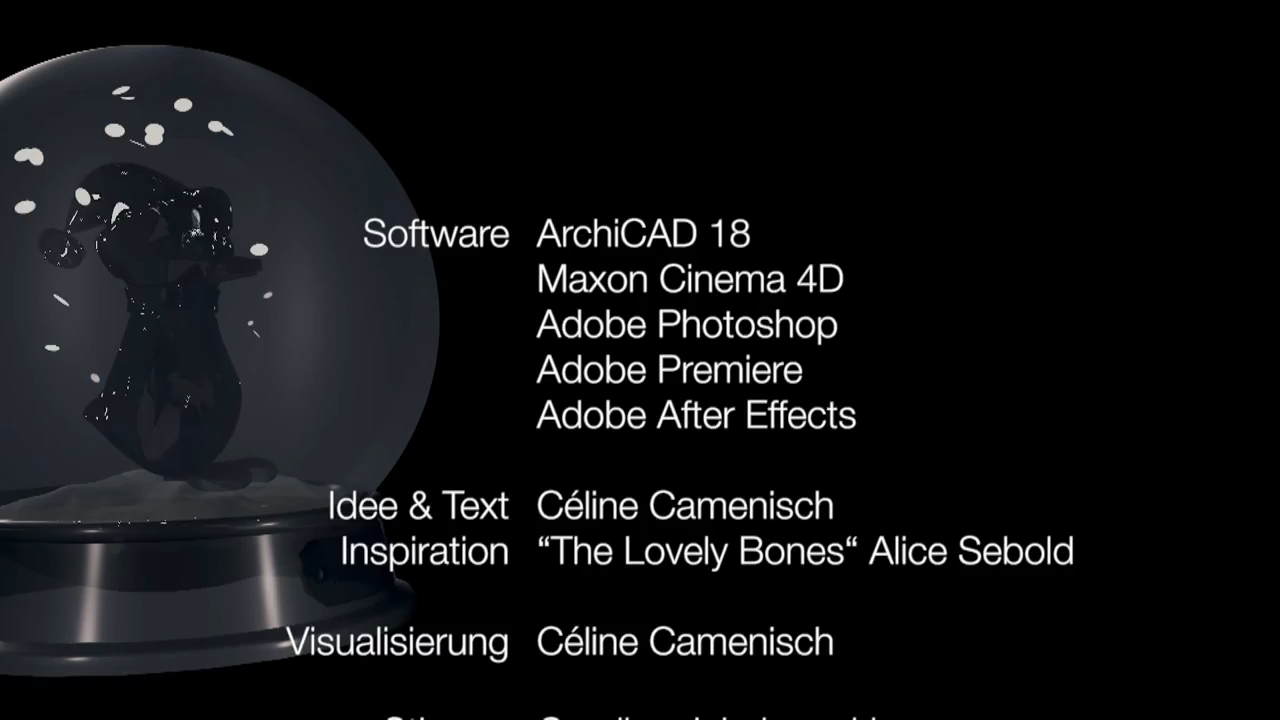 Software ArchiCAD 18
Maxon Cinema 4D
Adobe Photoshop
Adobe Premiere
Adobe After Effects
Idee & Text Céline Camenisch
Inspiration “The Lovely Bones“ Alice Sebold
Visualisierung Céline Camenisch